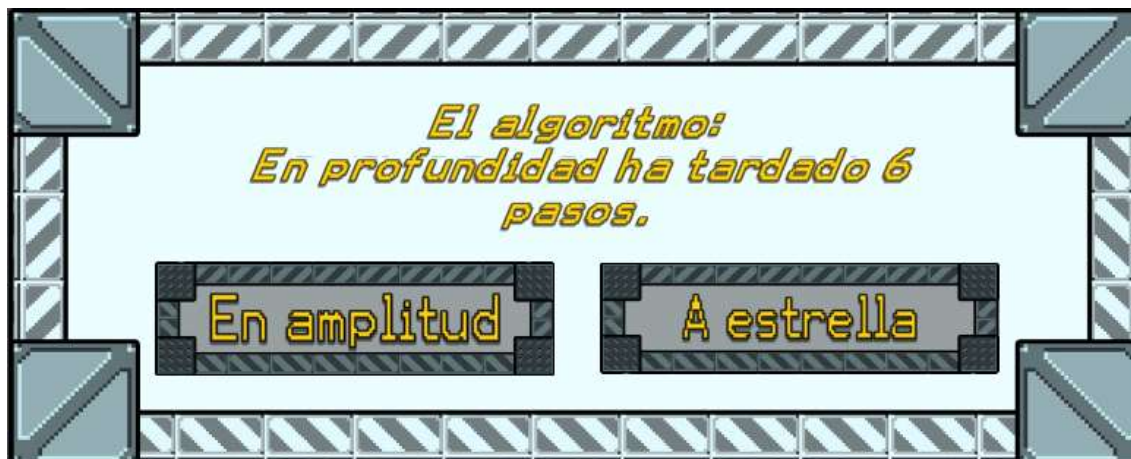 El algoritmo:
En profundidad ha tardado 6
pasos.
En amplitud
A estrella